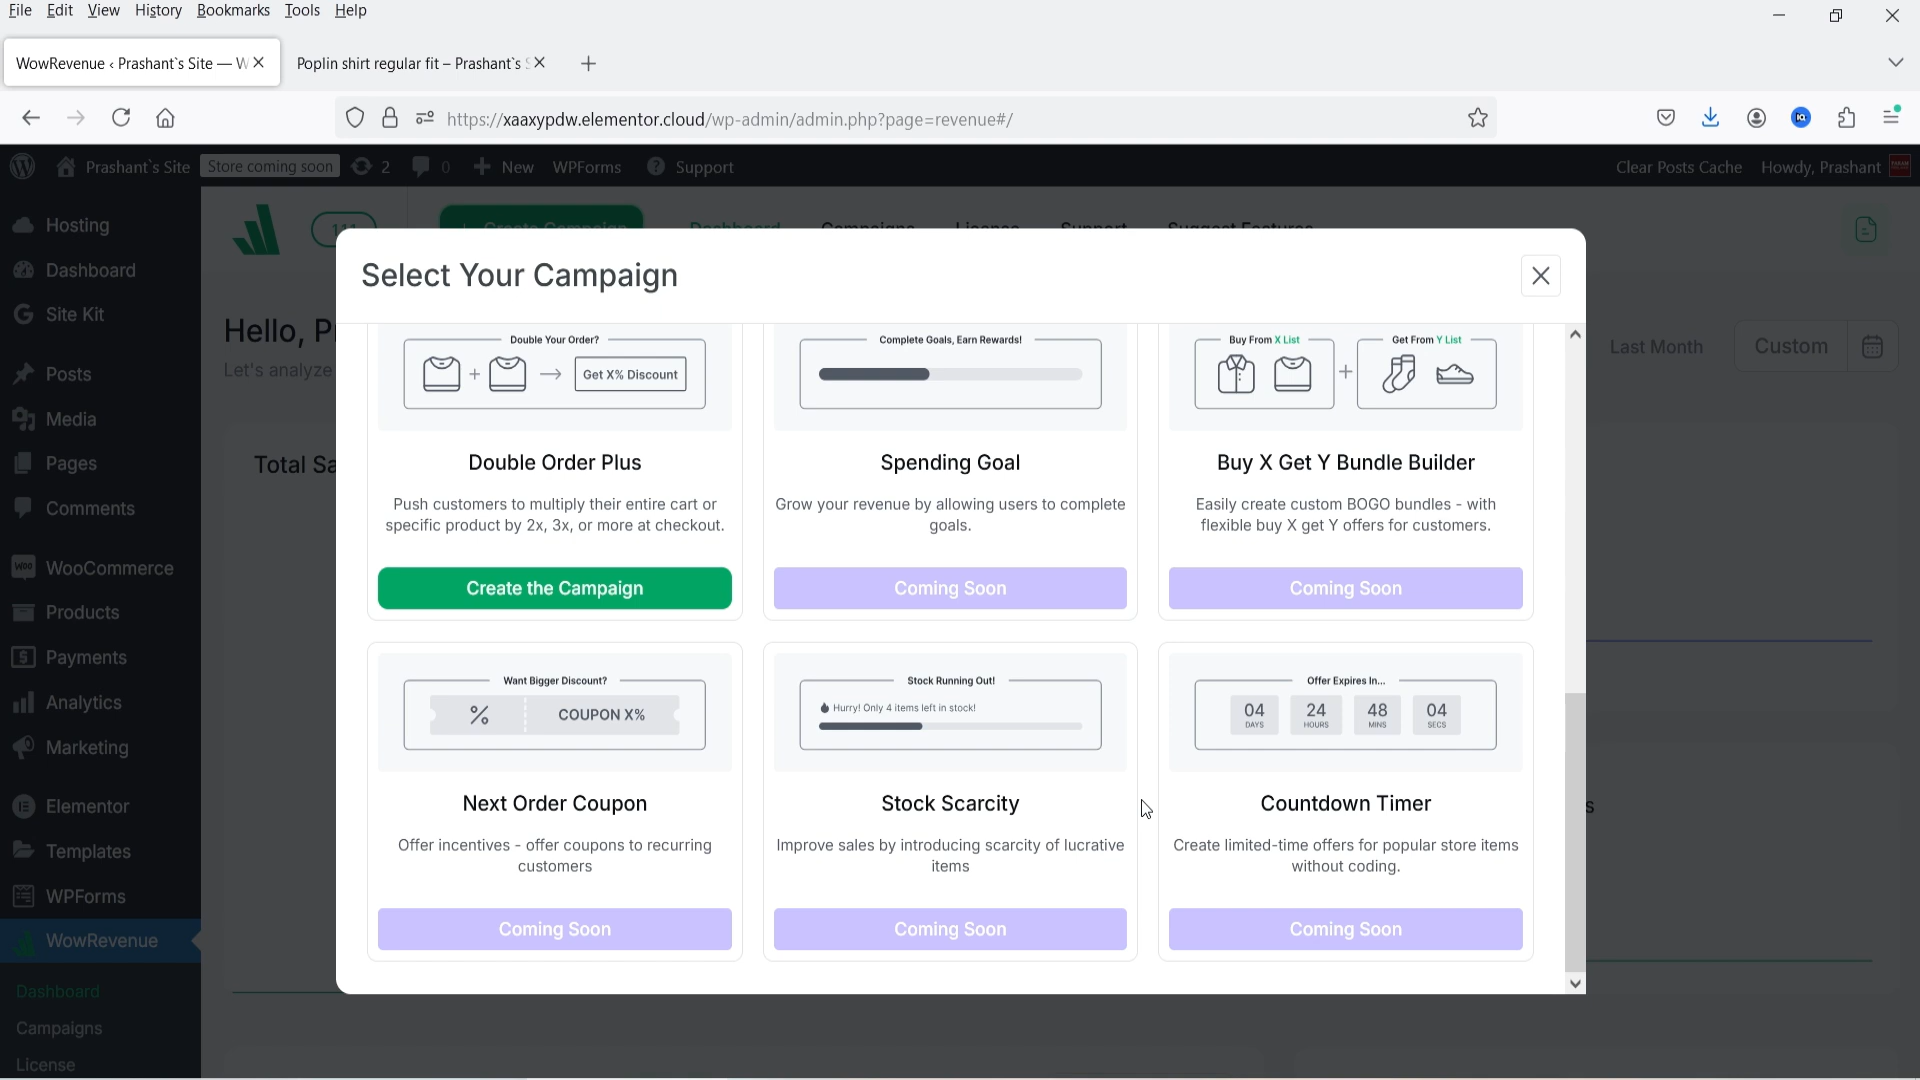 File Edit View History Bookmarks Tools Help
WowRevenue ‹ Prashant`s Site — W
Poplin shirt regular fit – Prashant`s S
https://xaaxypdw.elementor.cloud/wp-admin/admin.php?page=revenue#/
Prashant`s Site Store coming soon 2 0 New WPForms Support Clear Posts Cache Howdy, Prashant
Hosting
Dashboard
Site Kit
Posts
Media
Pages
Comments
WooCommerce
Products
Payments
Analytics
Marketing
Elementor
Templates
WPForms
WowRevenue
Dashboard
Campaigns
License
Create Campaign Dashboard Campaigns License Support Suggest Features
Hello, P
Let's analyze
Last Month Custom
Total Sa
Select Your Campaign
Double Your Order?
Get X% Discount
Double Order Plus
Push customers to multiply their entire cart or
specific product by 2x, 3x, or more at checkout.
Create the Campaign
Complete Goals, Earn Rewards!
Spending Goal
Grow your revenue by allowing users to complete
goals.
Coming Soon
Buy From X List Get From Y List
Buy X Get Y Bundle Builder
Easily create custom BOGO bundles - with
flexible buy X get Y offers for customers.
Coming Soon
Want Bigger Discount?
% COUPON X%
Next Order Coupon
Offer incentives - offer coupons to recurring
customers
Coming Soon
Stock Running Out!
Hurry! Only 4 items left in stock!
Stock Scarcity
Improve sales by introducing scarcity of lucrative
items
Coming Soon
Offer Expires In...
04 24 48 04
DAYS HOURS MINS SECS
Countdown Timer
Create limited-time offers for popular store items
without coding.
Coming Soon